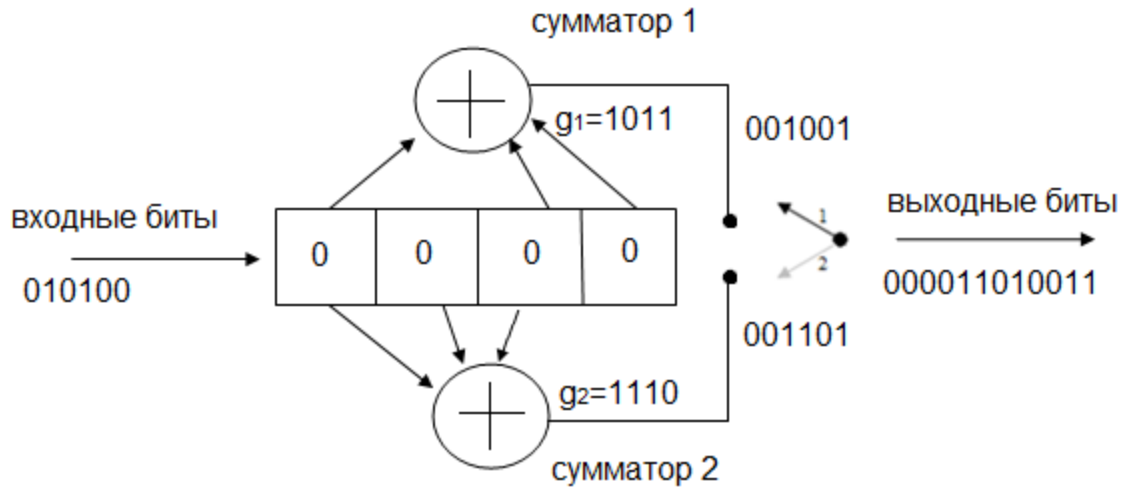 сумматор 1
g1=1011
001001
входные биты
010100
0 0 0 0
1
2
выходные биты
000011010011
001101
g2=1110
сумматор 2